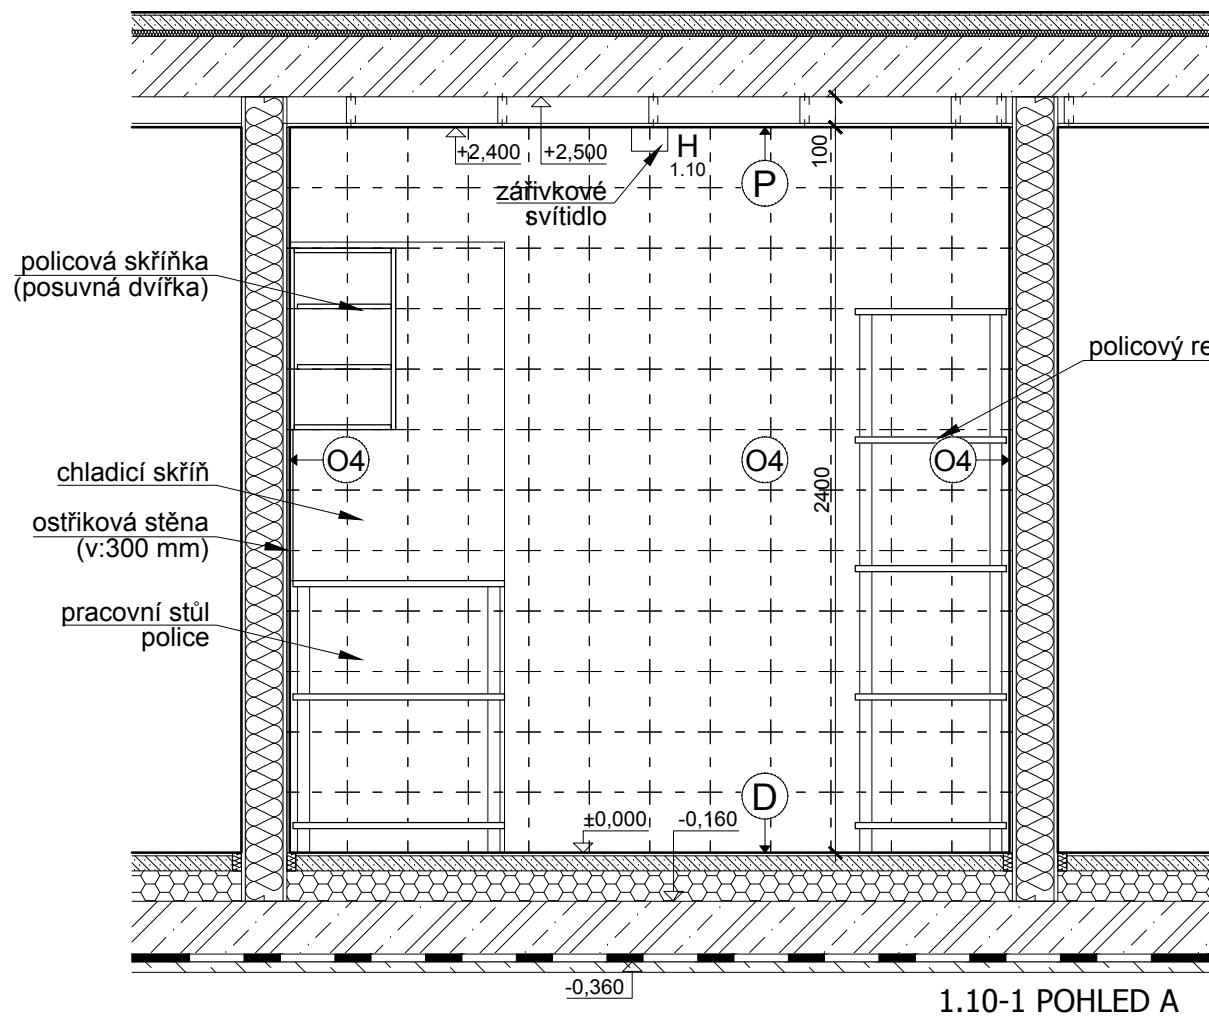 +2,400
+2,500
H
1.10
100
P
zářivkové
svítidlo
policová skříňka
(posuvná dvířka)
policový re
O4
O4
O4
chladicí skříň
2400
ostřiková stěna
(v:300 mm)
pracovní stůl
police
D
±0,000
-0,160
-0,360
1.10-1 POHLED A